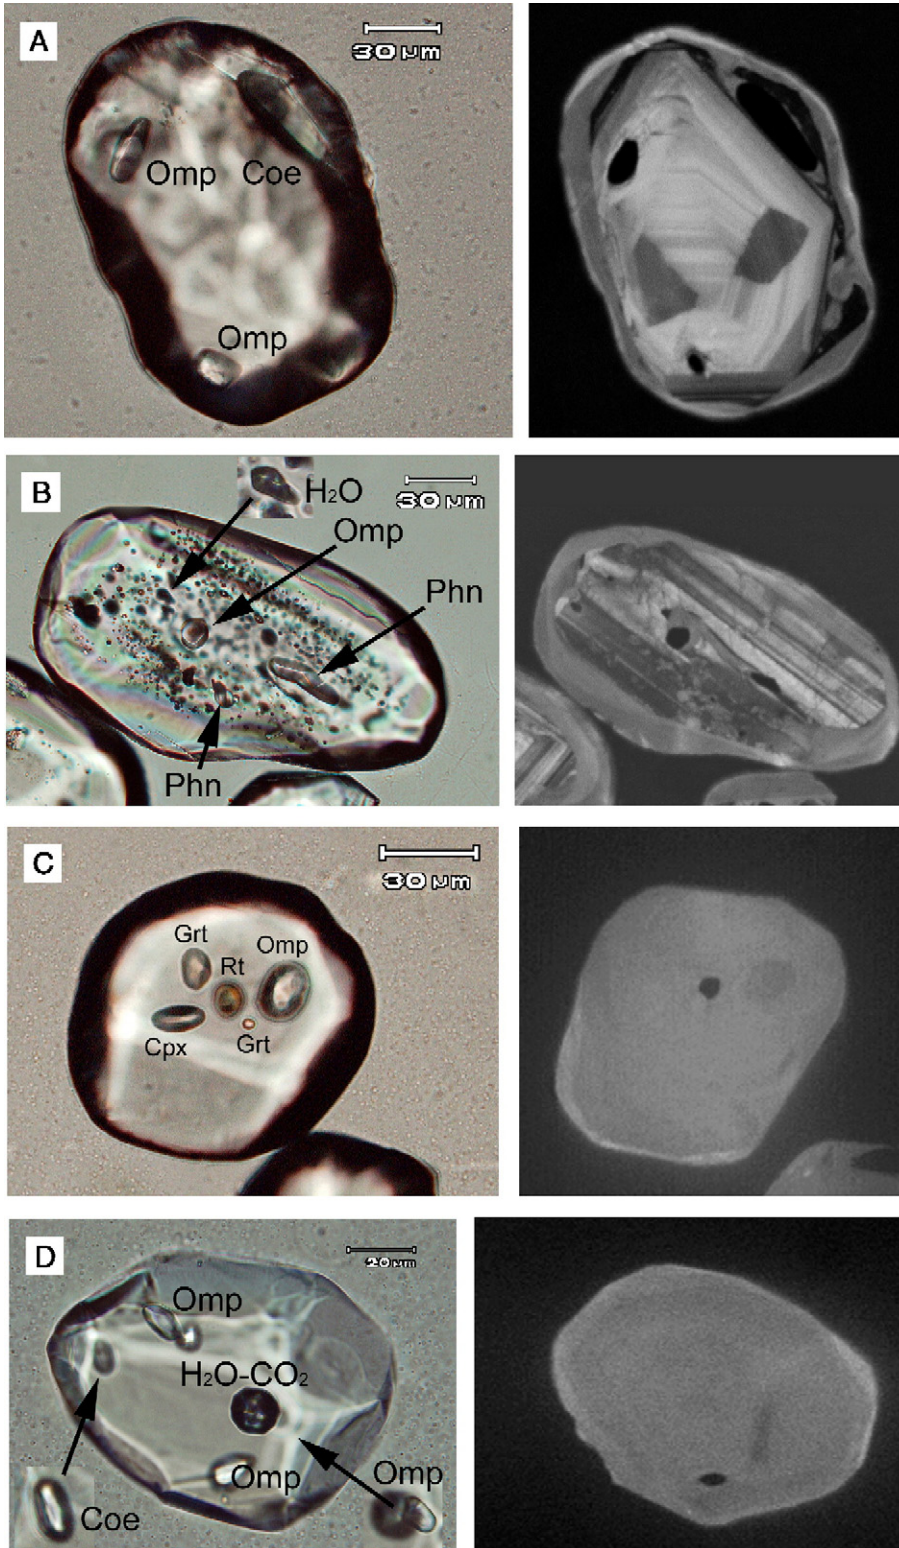 A
30 µm
Omp
Coe
Omp
B
30 µm
H₂O
Omp
Phn
Phn
C
30 µm
Grt
Omp
Rt
Cpx
Grt
D
20 µm
Omp
H₂O-CO₂
Omp
Omp
Coe